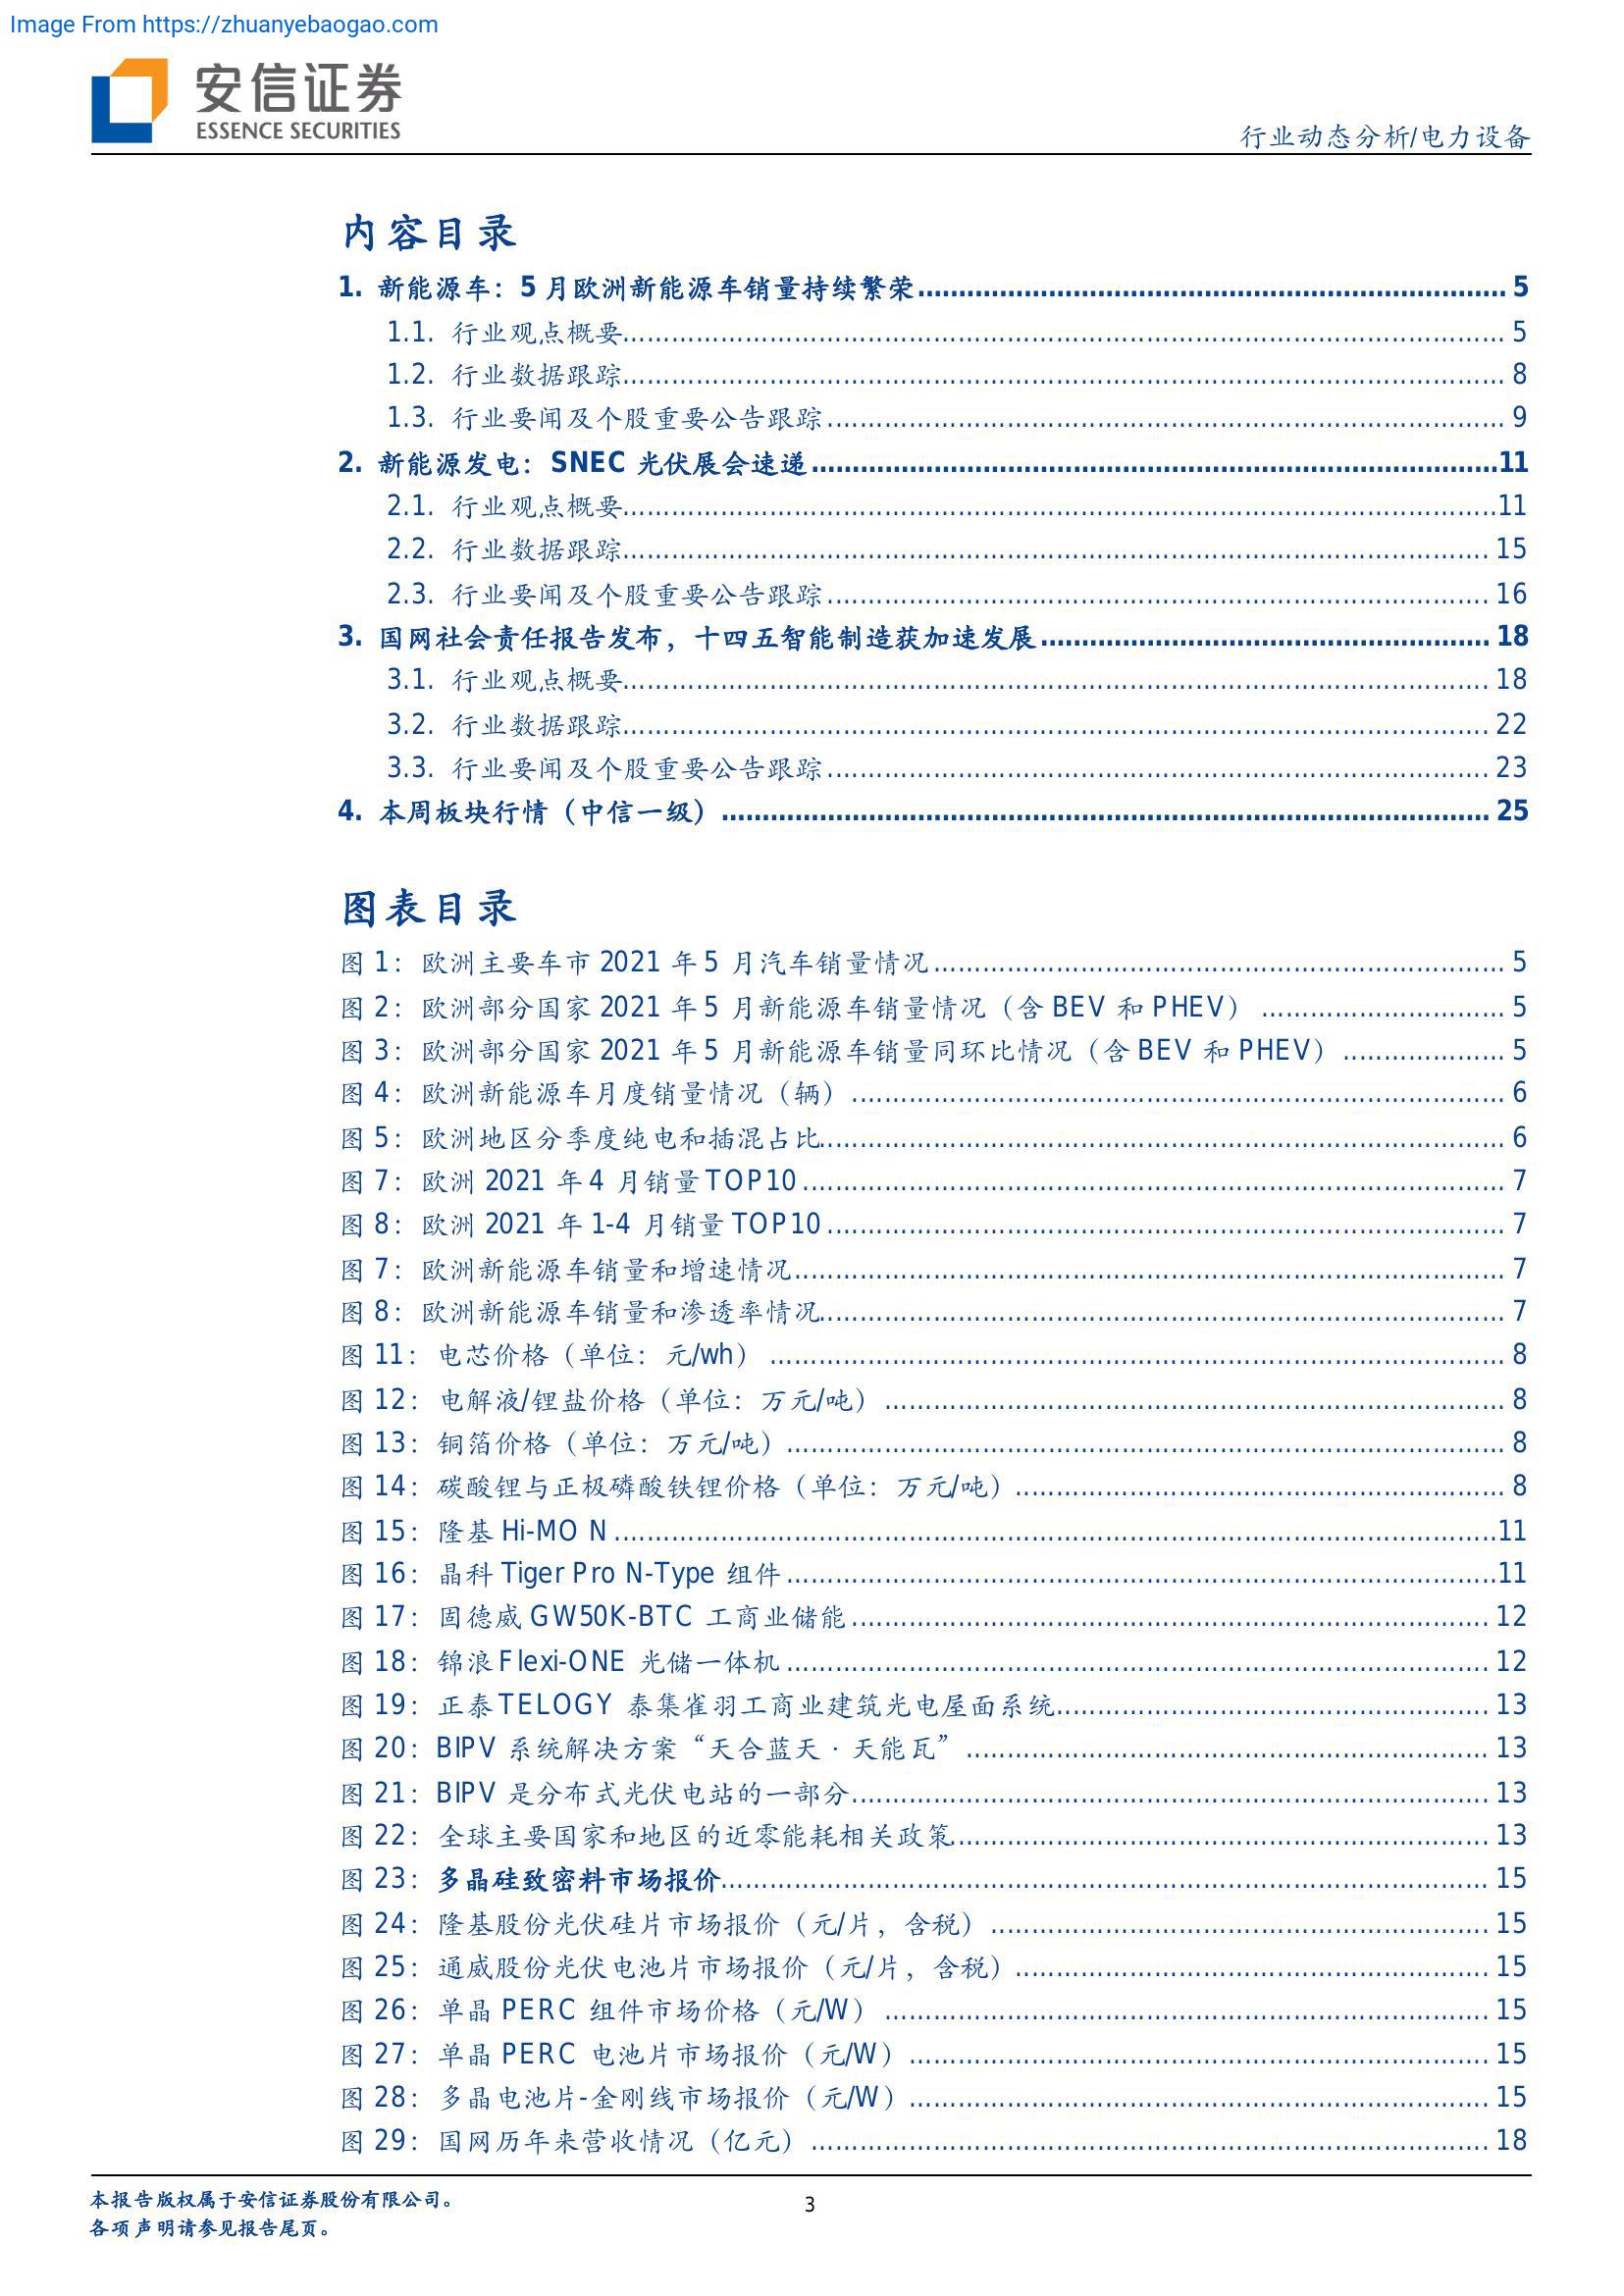 Image From https://zhuanyebaogao.com
安信证券
ESSENCE SECURITIES
行业动态分析/电力设备
内容目录
1. 新能源车：5 月欧洲新能源车销量持续繁荣 5
1.1. 行业观点概要 5
1.2. 行业数据跟踪 8
1.3. 行业要闻及个股重要公告跟踪 9
2. 新能源发电：SNEC 光伏展会速递 11
2.1. 行业观点概要 11
2.2. 行业数据跟踪 15
2.3. 行业要闻及个股重要公告跟踪 16
3. 国网社会责任报告发布，十四五智能制造获加速发展 18
3.1. 行业观点概要 18
3.2. 行业数据跟踪 22
3.3. 行业要闻及个股重要公告跟踪 23
4. 本周板块行情（中信一级） 25
图表目录
图 1：欧洲主要车市 2021 年 5 月汽车销量情况 5
图 2：欧洲部分国家 2021 年 5 月新能源车销量情况（含 BEV 和 PHEV） 5
图 3：欧洲部分国家 2021 年 5 月新能源车销量同环比情况（含 BEV 和 PHEV） 5
图 4：欧洲新能源车月度销量情况（辆） 6
图 5：欧洲地区分季度纯电和插混占比 6
图 7：欧洲 2021 年 4 月销量 TOP10 7
图 8：欧洲 2021 年 1-4 月销量 TOP10 7
图 7：欧洲新能源车销量和增速情况 7
图 8：欧洲新能源车销量和渗透率情况 7
图 11：电芯价格（单位：元/wh） 8
图 12：电解液/锂盐价格（单位：万元/吨） 8
图 13：铜箔价格（单位：万元/吨） 8
图 14：碳酸锂与正极磷酸铁锂价格（单位：万元/吨） 8
图 15：隆基 Hi-MO N 11
图 16：晶科 Tiger Pro N-Type 组件 11
图 17：固德威 GW50K-BTC 工商业储能 12
图 18：锦浪 Flexi-ONE 光储一体机 12
图 19：正泰 TELOGY 泰集雀羽工商业建筑光电屋面系统 13
图 20：BIPV 系统解决方案“天合蓝天·天能瓦” 13
图 21：BIPV 是分布式光伏电站的一部分 13
图 22：全球主要国家和地区的近零能耗相关政策 13
图 23：多晶硅致密料市场报价 15
图 24：隆基股份光伏硅片市场报价（元/片，含税） 15
图 25：通威股份光伏电池片市场报价（元/片，含税） 15
图 26：单晶 PERC 组件市场价格（元/W） 15
图 27：单晶 PERC 电池片市场报价（元/W） 15
图 28：多晶电池片-金刚线市场报价（元/W） 15
图 29：国网历年来营收情况（亿元） 18
本报告版权属于安信证券股份有限公司。
各项声明请参见报告尾页。
3